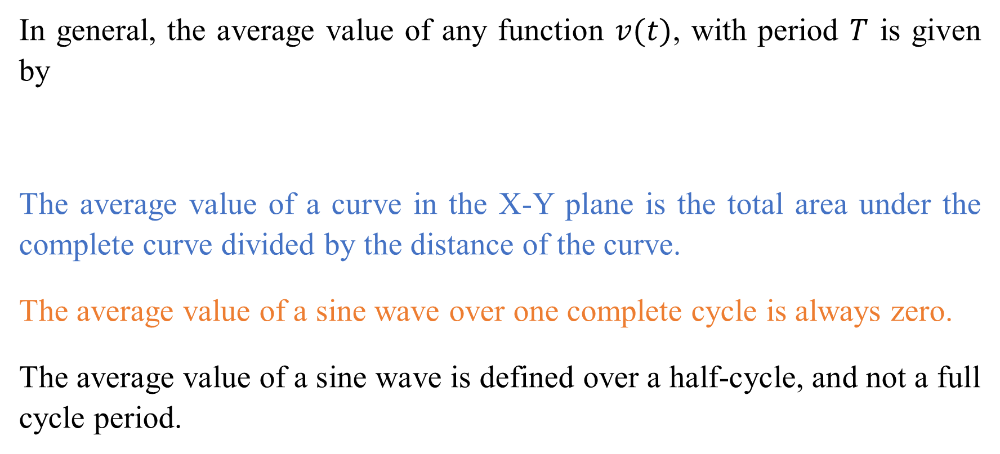 In general, the average value of any function v(t), with period T is given
by
The average value of a curve in the X-Y plane is the total area under the
complete curve divided by the distance of the curve.
The average value of a sine wave over one complete cycle is always zero.
The average value of a sine wave is defined over a half-cycle, and not a full
cycle period.